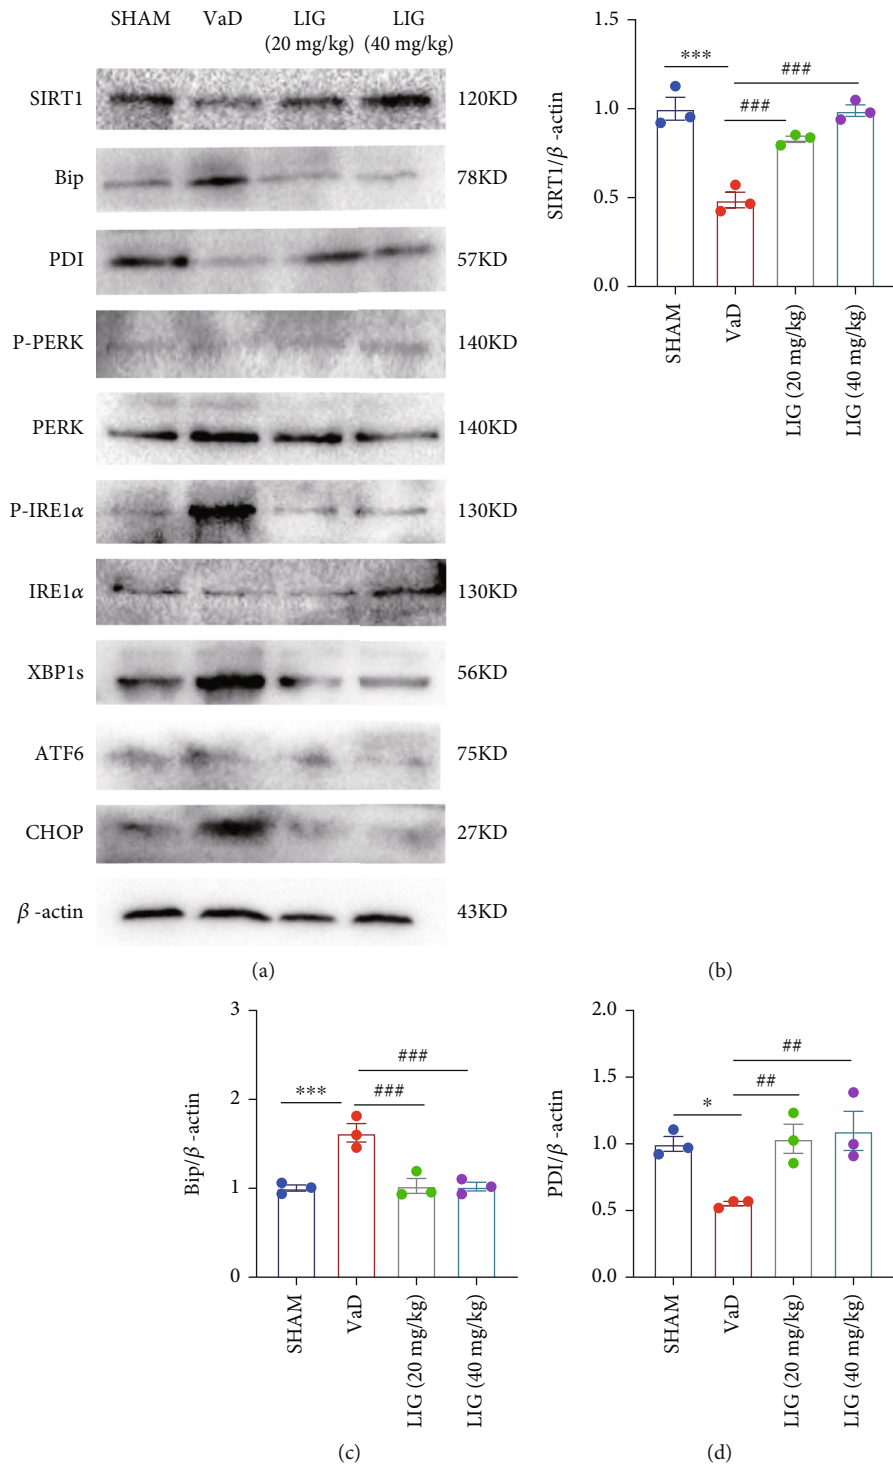 SHAM VaD LIG LIG
(20 mg/kg) (40 mg/kg)
SIRT1 120KD
Bip 78KD
PDI 57KD
P-PERK 140KD
PERK 140KD
P-IRE1α 130KD
IRE1α 130KD
XBP1s 56KD
ATF6 75KD
CHOP 27KD
β -actin 43KD
(a)
SIRT1/β -actin
1.5
1.0
0.5
0.0
***
###
###
SHAM
VaD
LIG (20 mg/kg)
LIG (40 mg/kg)
(b)
Bip/β -actin
3
2
1
0
***
###
###
SHAM
VaD
LIG (20 mg/kg)
LIG (40 mg/kg)
(c)
PDI/β -actin
2.0
1.5
1.0
0.5
0.0
*
##
##
SHAM
VaD
LIG (20 mg/kg)
LIG (40 mg/kg)
(d)